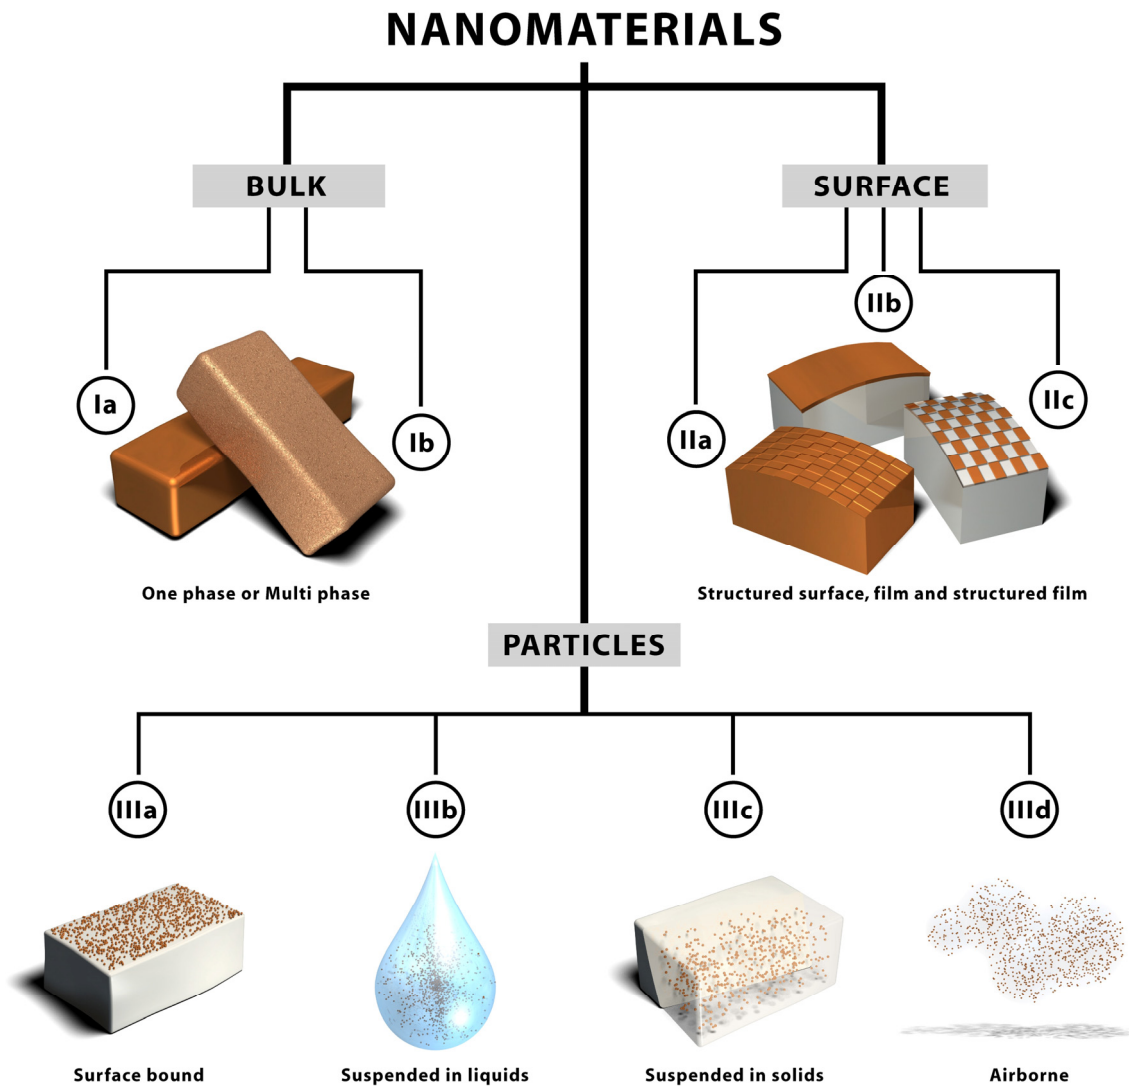 NANOMATERIALS
BULK
SURFACE
Ia
Ib
IIa
IIb
IIc
One phase or Multi phase
Structured surface, film and structured film
PARTICLES
IIIa
IIIb
IIIc
IIId
Surface bound
Suspended in liquids
Suspended in solids
Airborne